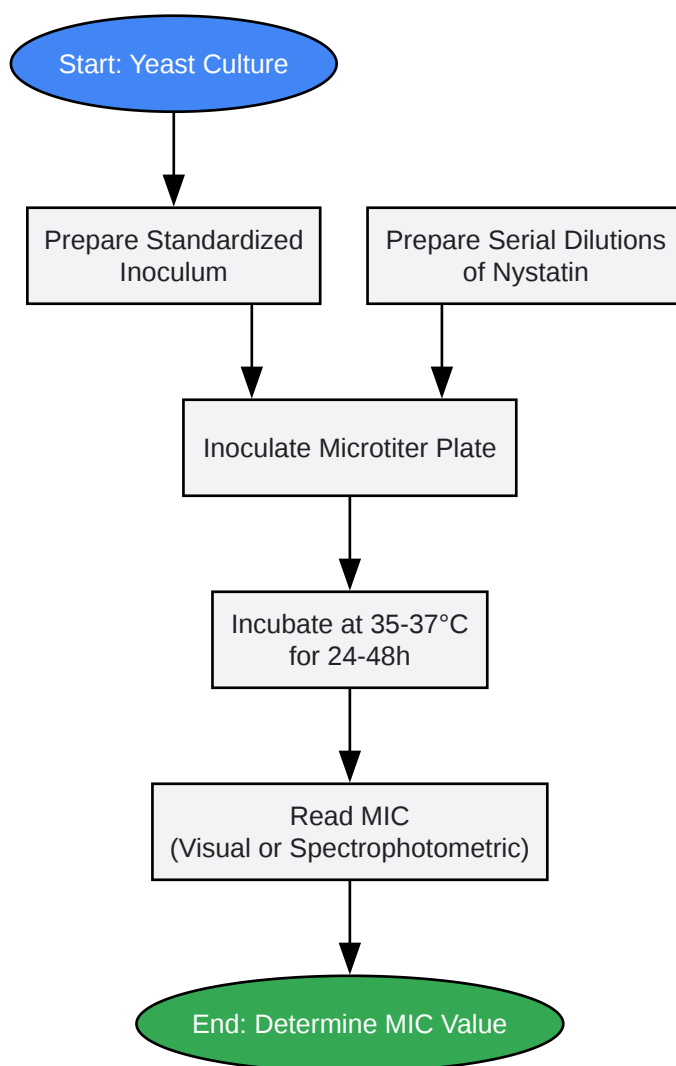 Start: Yeast Culture
Prepare Standardized
Inoculum
Prepare Serial Dilutions
of Nystatin
Inoculate Microtiter Plate
Incubate at 35-37°C
for 24-48h
Read MIC
(Visual or Spectrophotometric)
End: Determine MIC Value